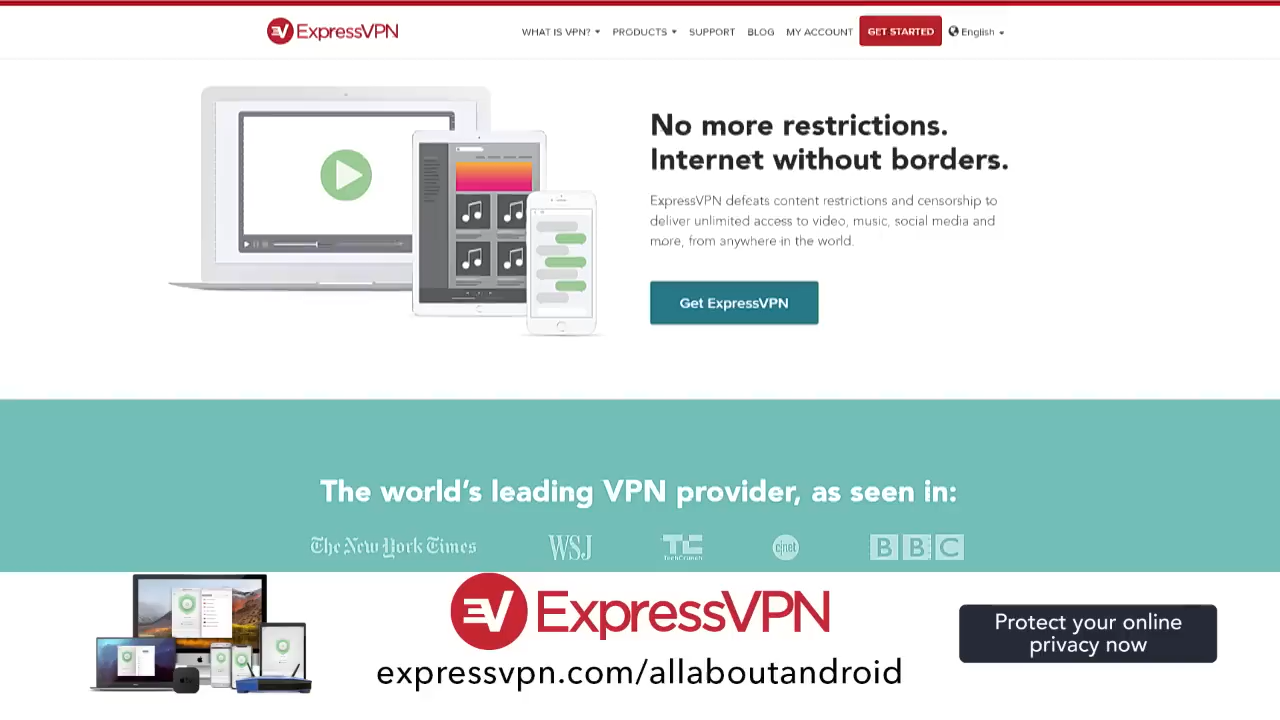 ExpressVPN
WHAT IS VPN? PRODUCTS SUPPORT BLOG MY ACCOUNT GET STARTED English
No more restrictions.
Internet without borders.
ExpressVPN defeats content restrictions and censorship to
deliver unlimited access to video, music, social media and
more, from anywhere in the world.
Get ExpressVPN
The world's leading VPN provider, as seen in:
The New York Times WSJ TC TechCrunch c|net BBC
ExpressVPN
expressvpn.com/allaboutandroid
Protect your online
privacy now